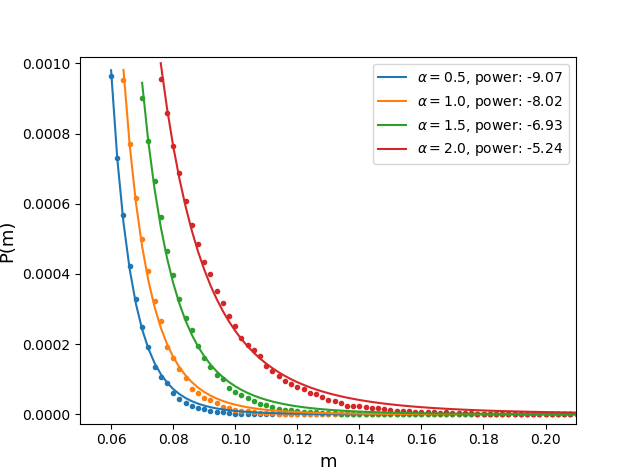 0.0010
0.0008
0.0006
0.0004
0.0002
0.0000
P(m)
α = 0.5, power: -9.07
α = 1.0, power: -8.02
α = 1.5, power: -6.93
α = 2.0, power: -5.24
0.06 0.08 0.10 0.12 0.14 0.16 0.18 0.20
m